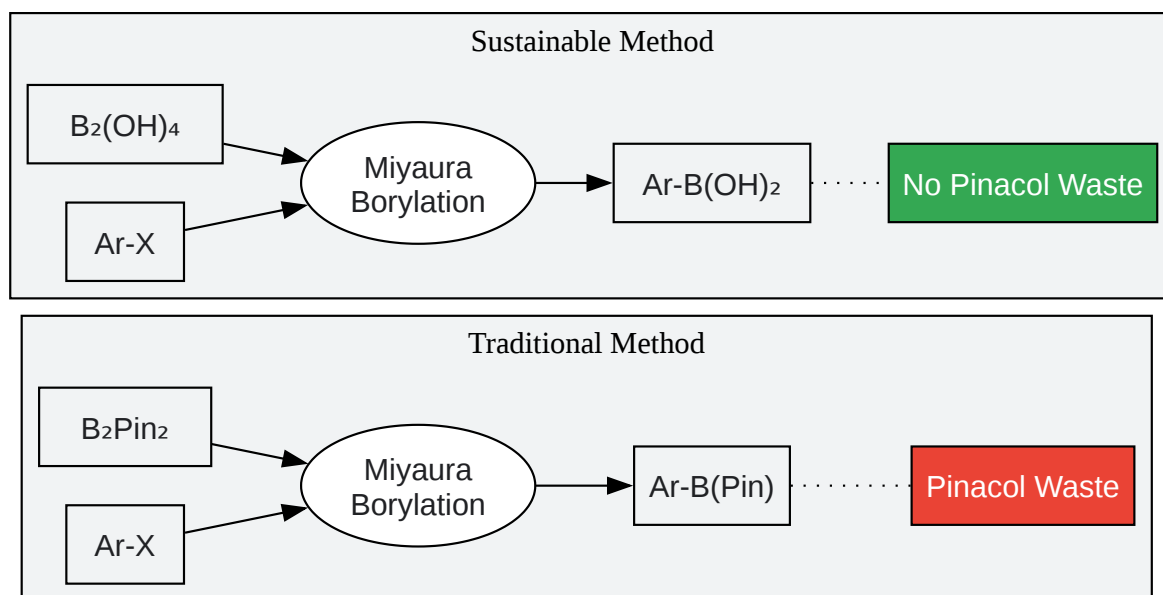 Sustainable Method
B₂(OH)₄
Ar-X
Miyaura
Borylation
Ar-B(OH)₂
No Pinacol Waste
Traditional Method
B₂Pin₂
Ar-X
Miyaura
Borylation
Ar-B(Pin)
Pinacol Waste